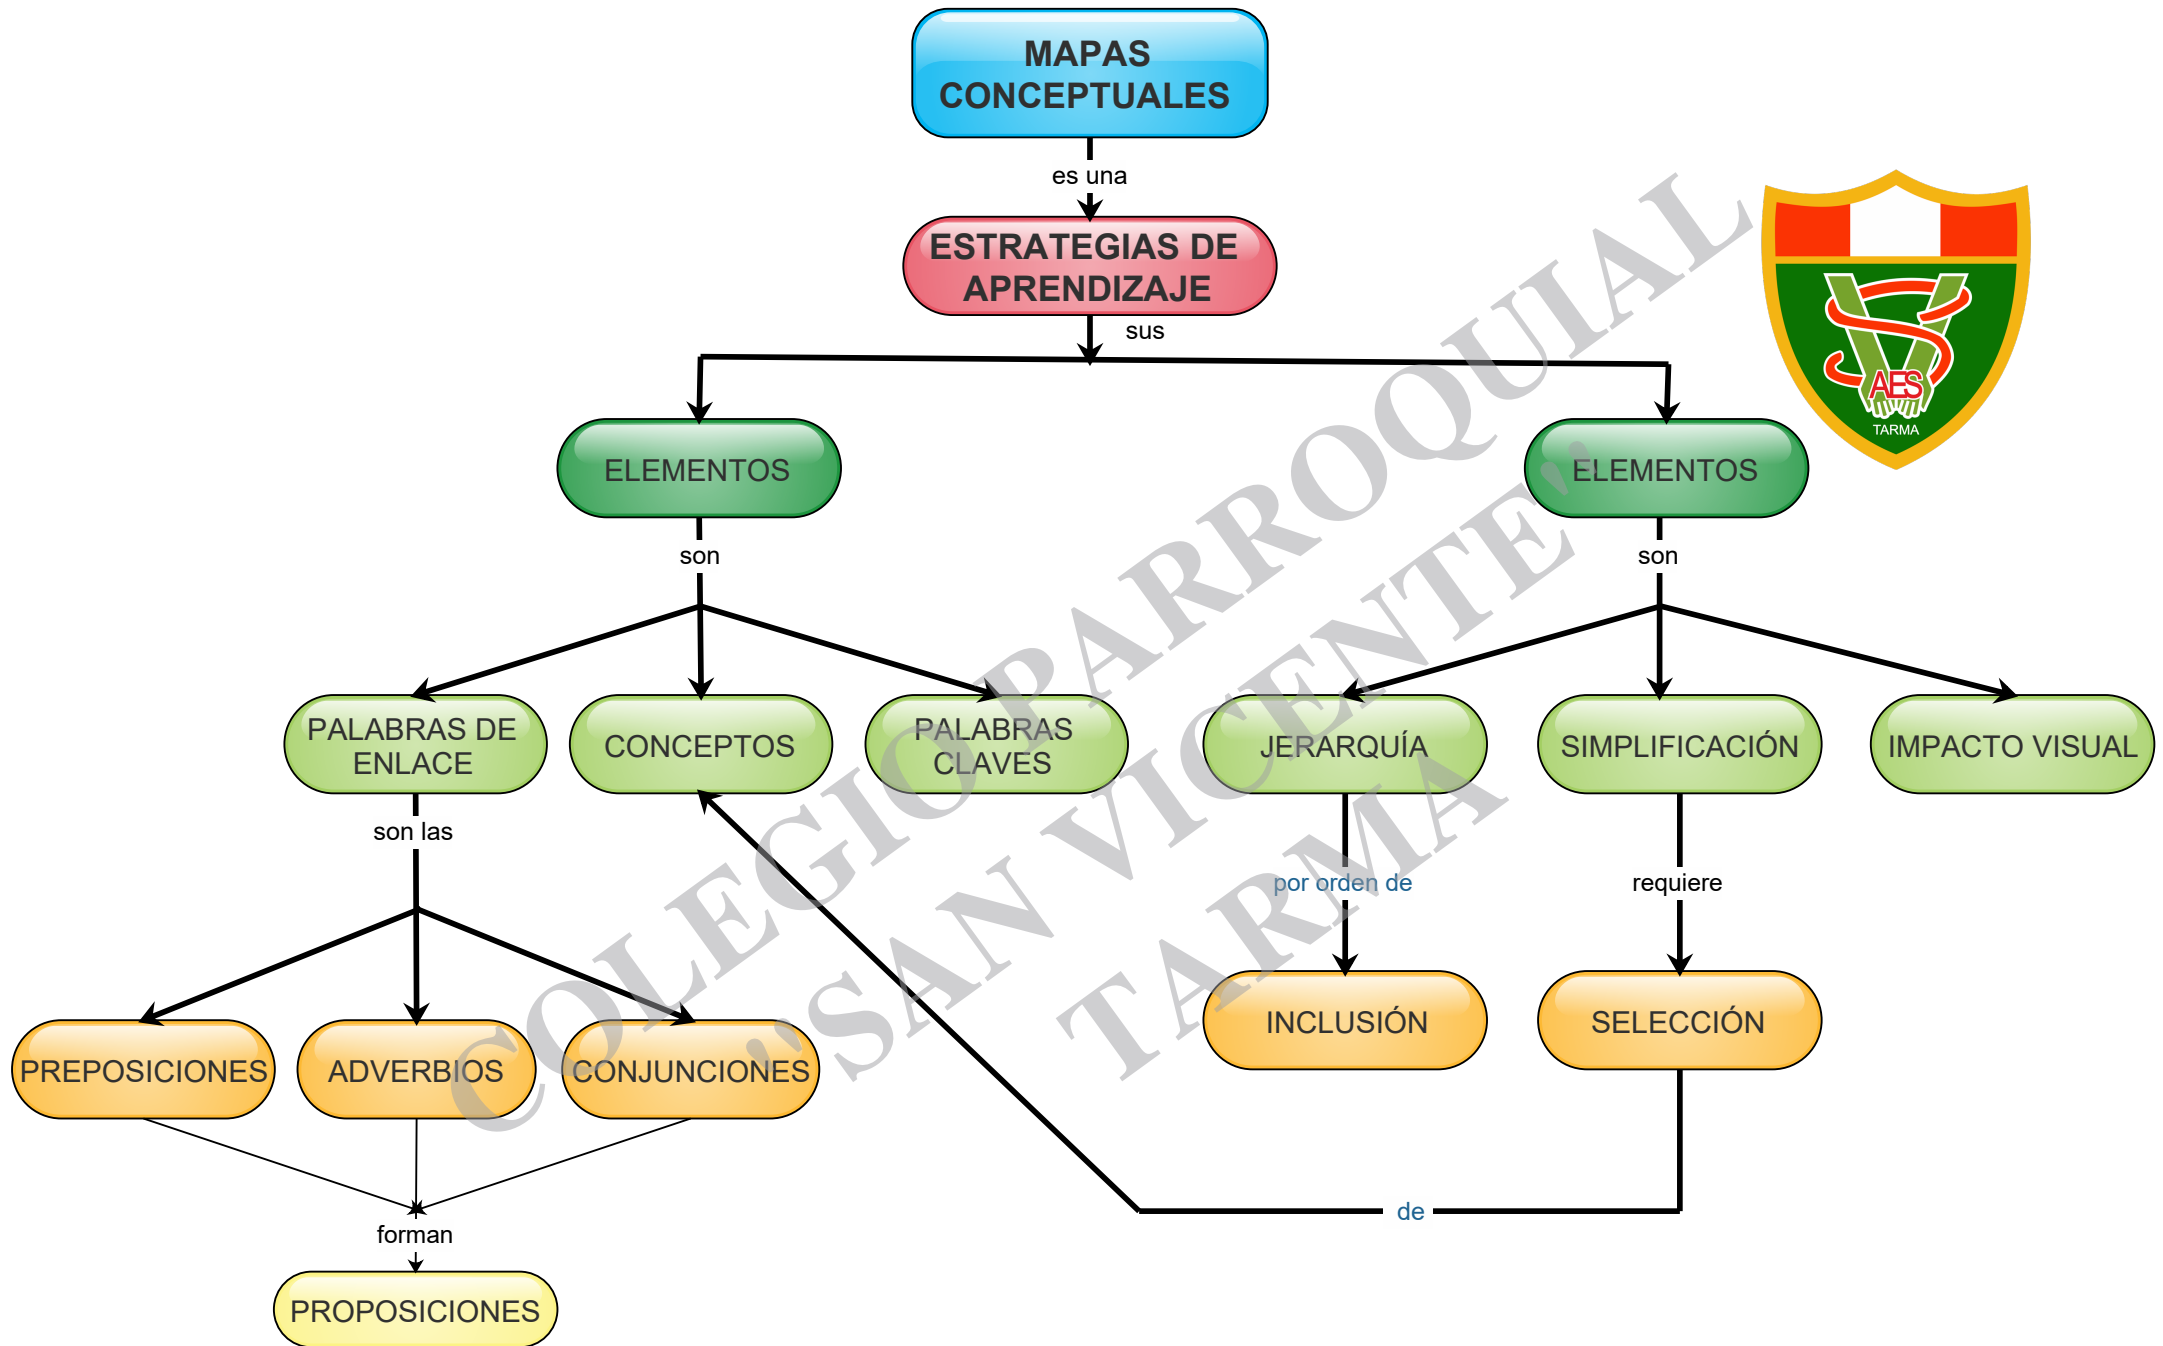 MAPAS
CONCEPTUALES
es una
ESTRATEGIAS DE
APRENDIZAJE
sus
ELEMENTOS
ELEMENTOS
son
son
PALABRAS DE
ENLACE
CONCEPTOS
PALABRAS
CLAVES
JERARQUÍA
SIMPLIFICACIÓN
IMPACTO VISUAL
son las
por orden de
requiere
INCLUSIÓN
SELECCIÓN
PREPOSICIONES
ADVERBIOS
CONJUNCIONES
de
forman
PROPOSICIONES
COLEGIO PARROQUIAL
"SAN VICENTE"
TARMA
AES
TARMA